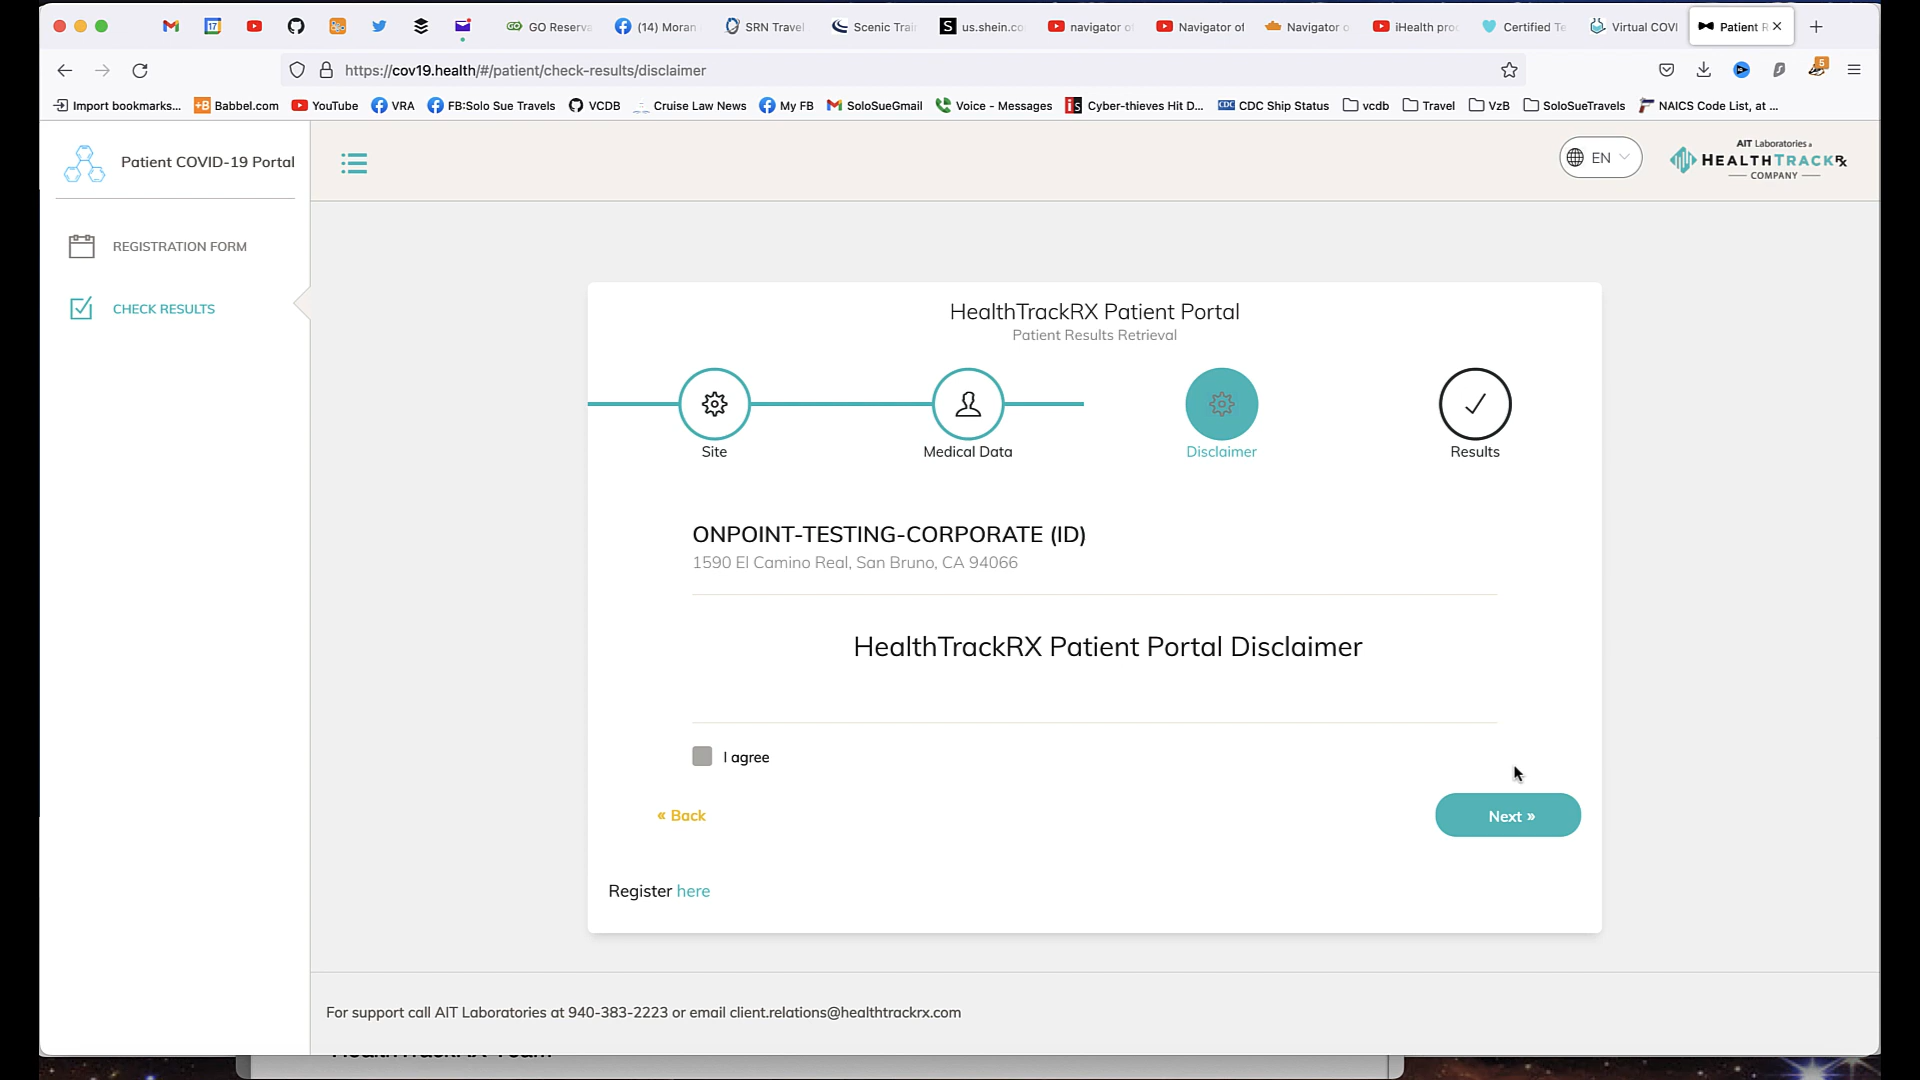 17
GO Reserva
(14) Moran
SRN Travel
Scenic Trai
us.shein.co
navigator o
Navigator of
Navigator o
iHealth pro
Certified Te
Virtual COVI
Patient R
https://cov19.health/#/patient/check-results/disclaimer
5
Import bookmarks...
+B Babbel.com
YouTube
VRA
FB:Solo Sue Travels
VCDB
Cruise Law News
My FB
SoloSueGmail
Voice - Messages
Cyber-thieves Hit D...
CDC CDC Ship Status
vcdb
Travel
VzB
SoloSueTravels
NAICS Code List, at ...
Patient COVID-19 Portal
EN
AIT Laboratories a
HEALTHTRACKRx
COMPANY
REGISTRATION FORM
CHECK RESULTS
HealthTrackRX Patient Portal
Patient Results Retrieval
Site
Medical Data
Disclaimer
Results
ONPOINT-TESTING-CORPORATE (ID)
1590 El Camino Real, San Bruno, CA 94066
HealthTrackRX Patient Portal Disclaimer
I agree
« Back
Next »
Register here
For support call AIT Laboratories at 940-383-2223 or email client.relations@healthtrackrx.com
HealthTrackRX Team